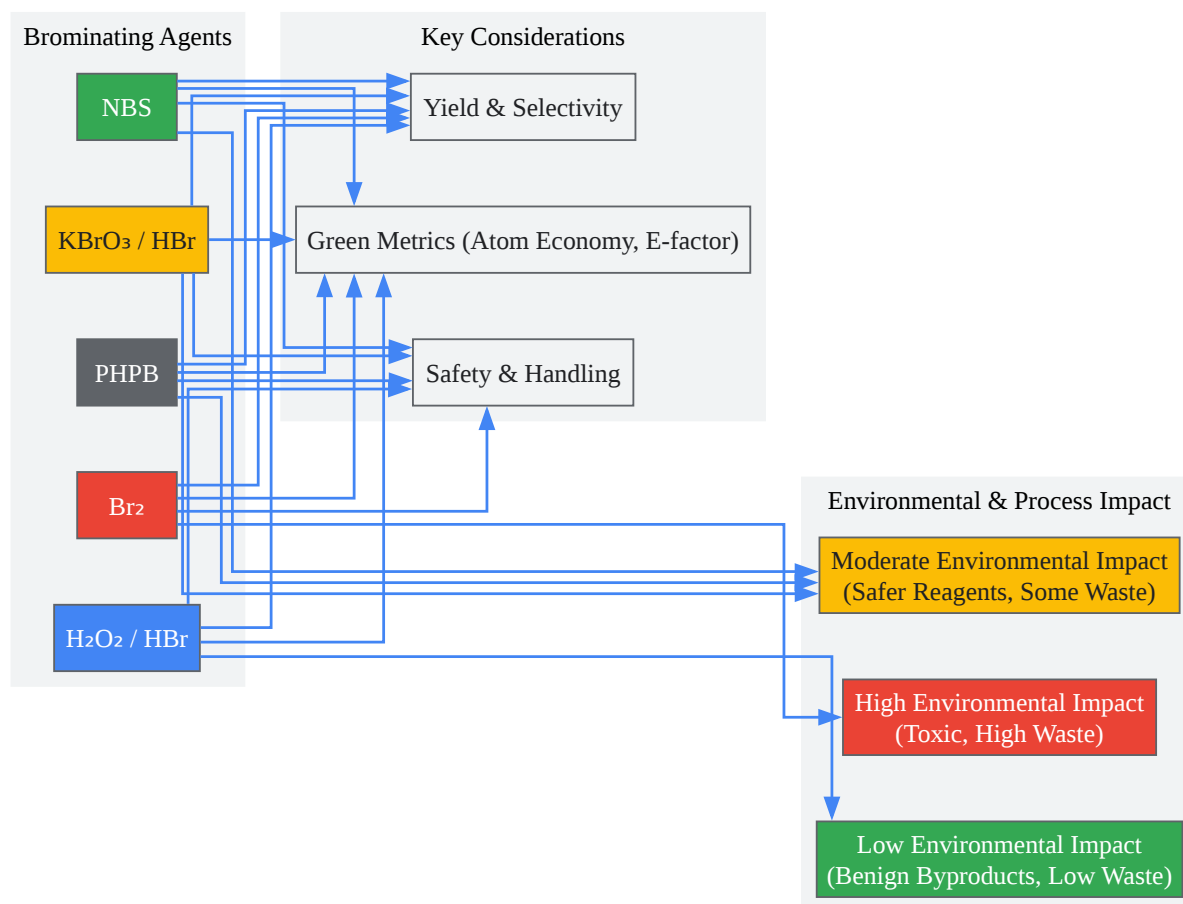 Brominating Agents
NBS
KBrO₃ / HBr
PHPB
Br₂
H₂O₂ / HBr
Key Considerations
Yield & Selectivity
Green Metrics (Atom Economy, E-factor)
Safety & Handling
Environmental & Process Impact
Moderate Environmental Impact
(Safer Reagents, Some Waste)
High Environmental Impact
(Toxic, High Waste)
Low Environmental Impact
(Benign Byproducts, Low Waste)